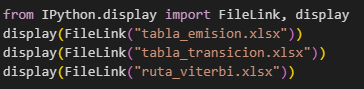 from IPython.display import FileLink, display
display(FileLink("tabla_emision.xlsx"))
display(FileLink("tabla_transicion.xlsx"))
display(FileLink("ruta_viterbi.xlsx"))